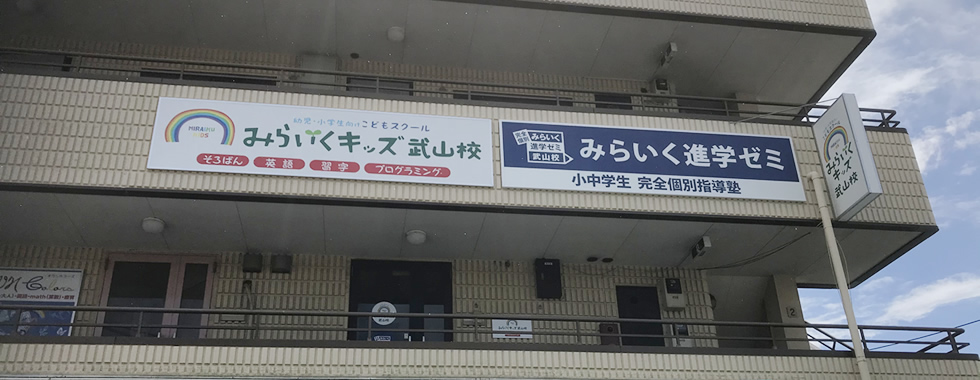 幼児・小学生向けこどもスクール
MIRAIKU
KIDS
みらいくキッズ 武山校
そろばん
英語
習字
プログラミング
完全個別
みらいく
進学ゼミ
武山校
みらいく進学ゼミ
小中学生 完全個別指導塾
みらいく
キッズ
武山校
2